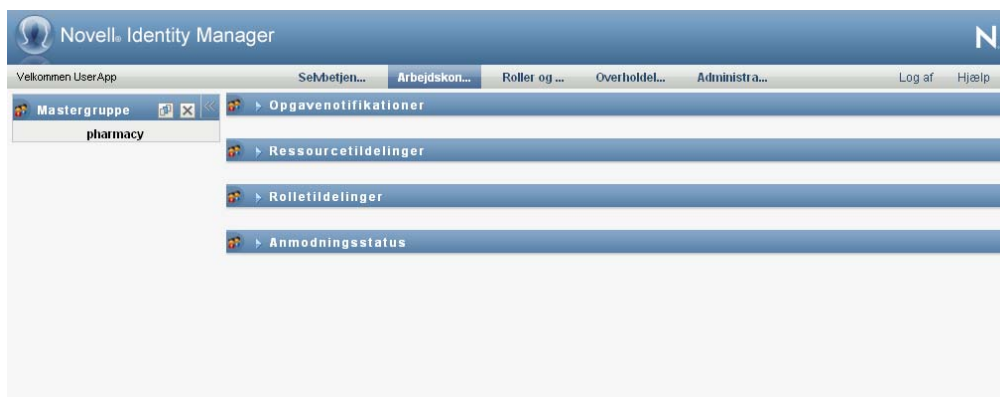 Novell® Identity Manager
N
Velkommen UserApp
Selvbetjen... Arbejdskon... Roller og ... Overholdel... Administra... Log af Hjælp
Mastergruppe
pharmacy
Opgavenotifikationer
Ressourcetildelinger
Rolletildelinger
Anmodningsstatus